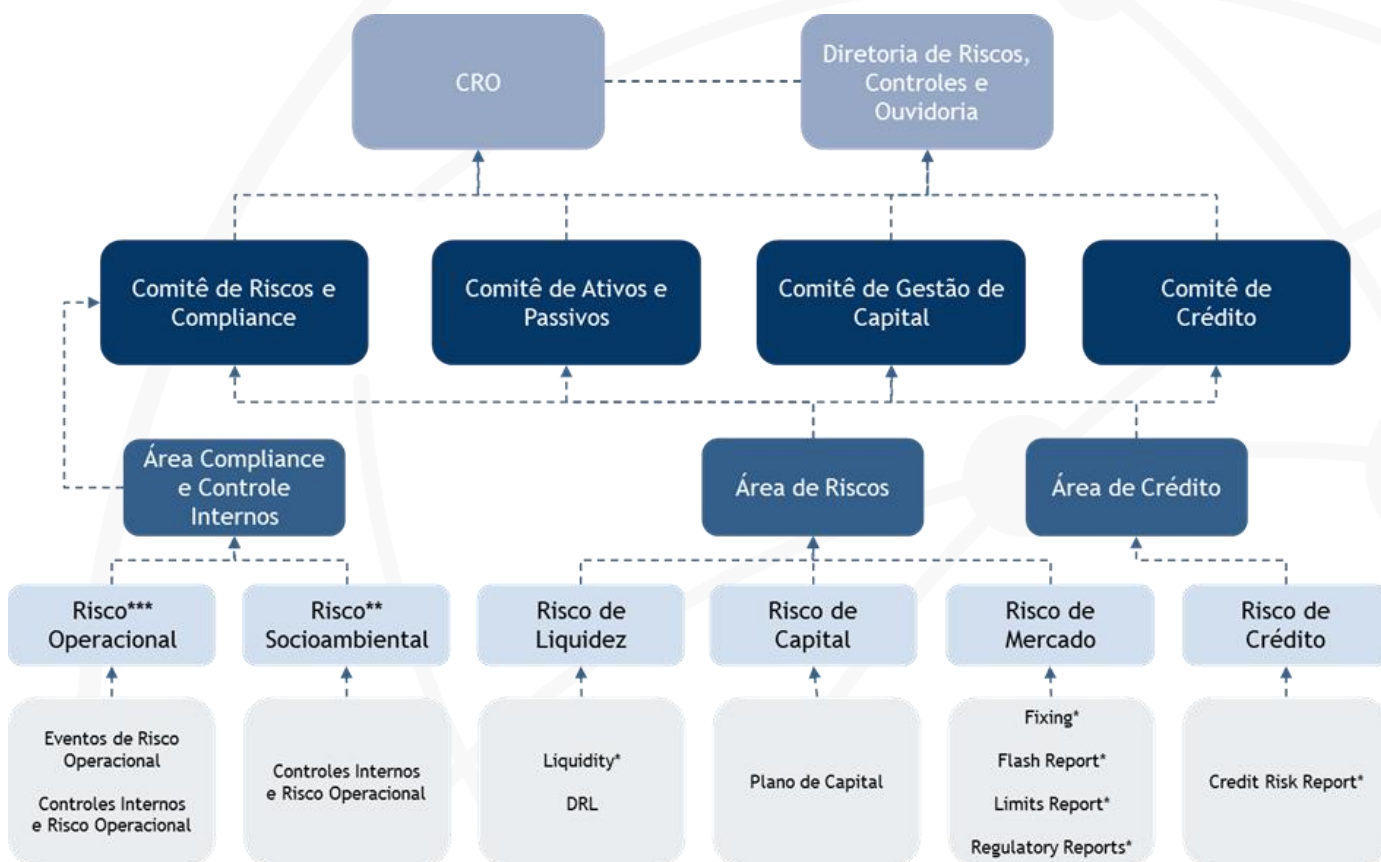 CRO
Diretoria de Riscos,
Controles e
Ouvidoria
Comitê de Riscos e
Compliance
Comitê de Ativos e
Passivos
Comitê de Gestão de
Capital
Comitê de
Crédito
Área Compliance
e Controle
Internos
Área de Riscos
Área de Crédito
Risco***
Operacional
Risco**
Socioambiental
Risco de
Liquidez
Risco de
Capital
Risco de
Mercado
Risco de
Crédito
Eventos de Risco
Operacional
Controles Internos
e Risco Operacional
Controles Internos
e Risco Operacional
Liquidity*
DRL
Plano de Capital
Fixing*
Flash Report*
Limits Report*
Regulatory Reports*
Credit Risk Report*